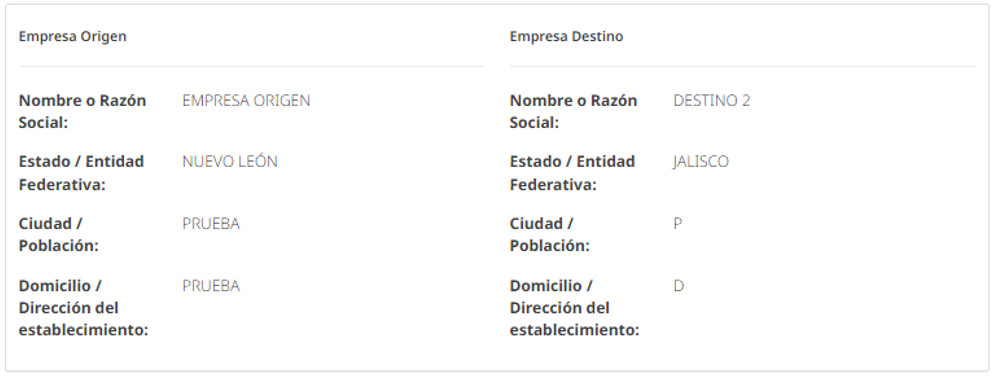 Empresa Origen
Nombre o Razón Social: EMPRESA ORIGEN
Estado / Entidad Federativa: NUEVO LEÓN
Ciudad / Población: PRUEBA
Domicilio / Dirección del establecimiento: PRUEBA
Empresa Destino
Nombre o Razón Social: DESTINO 2
Estado / Entidad Federativa: JALISCO
Ciudad / Población: P
Domicilio / Dirección del establecimiento: D